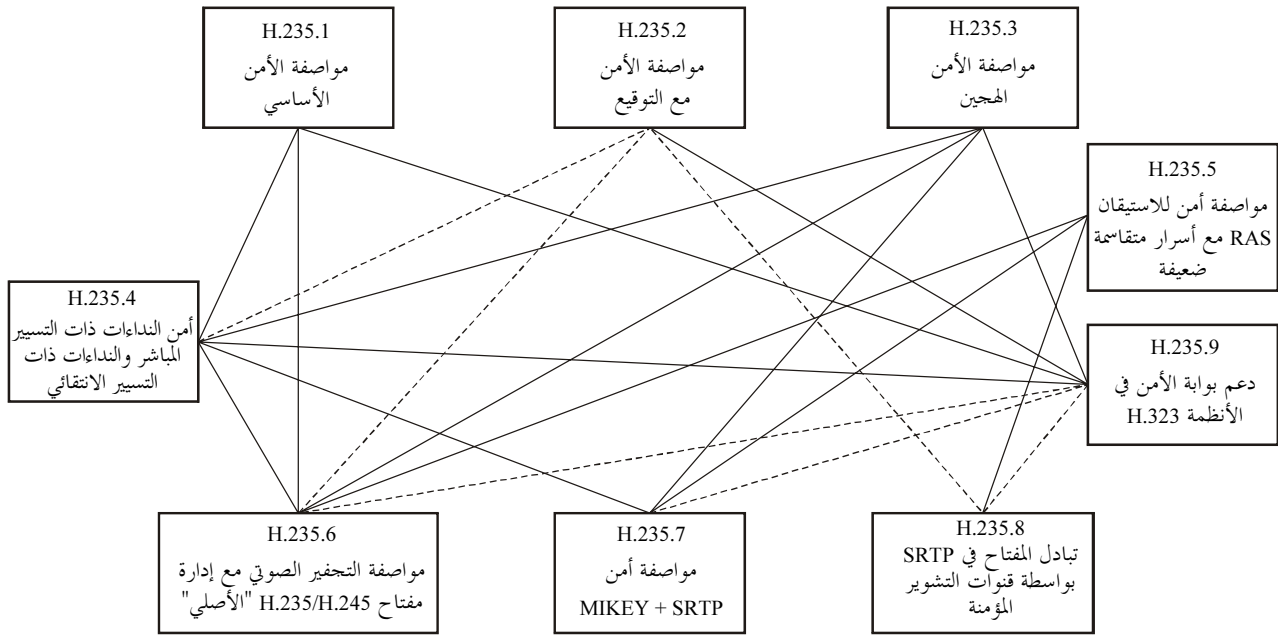 H.235.1
مواصفة الأمن
الأساسي
H.235.2
مواصفة الأمن
مع التوقيع
H.235.3
مواصفة الأمن
الهجين
H.235.5
مواصفة أمن للاستيقان
RAS مع أسرار متقاسمة
ضعيفة
H.235.4
أمن النداءات ذات التسيير
المباشر والنداءات ذات
التسيير الانتقائي
H.235.9
دعم بوابة الأمن في
الأنظمة H.323
H.235.6
مواصفة التجفير الصوتي مع إدارة
مفتاح H.235/H.245 "الأصلي"
H.235.7
مواصفة أمن
MIKEY + SRTP
H.235.8
تبادل المفتاح في SRTP
بواسطة قنوات التشوير
المؤمنة